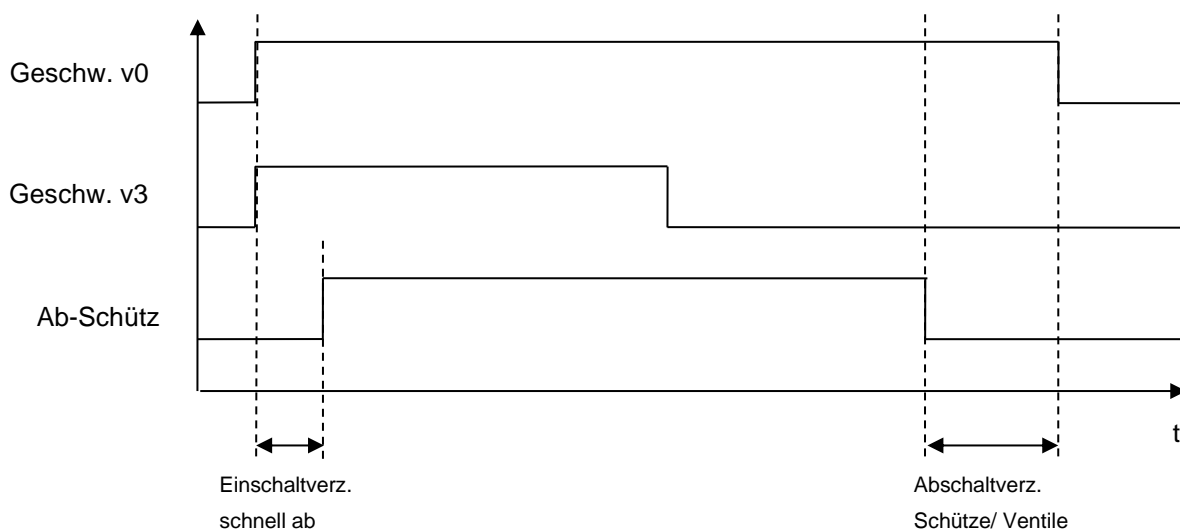 Geschw. v0
Geschw. v3
Ab-Schütz
t
Einschaltverz.
schnell ab
Abschaltverz.
Schütze/ Ventile